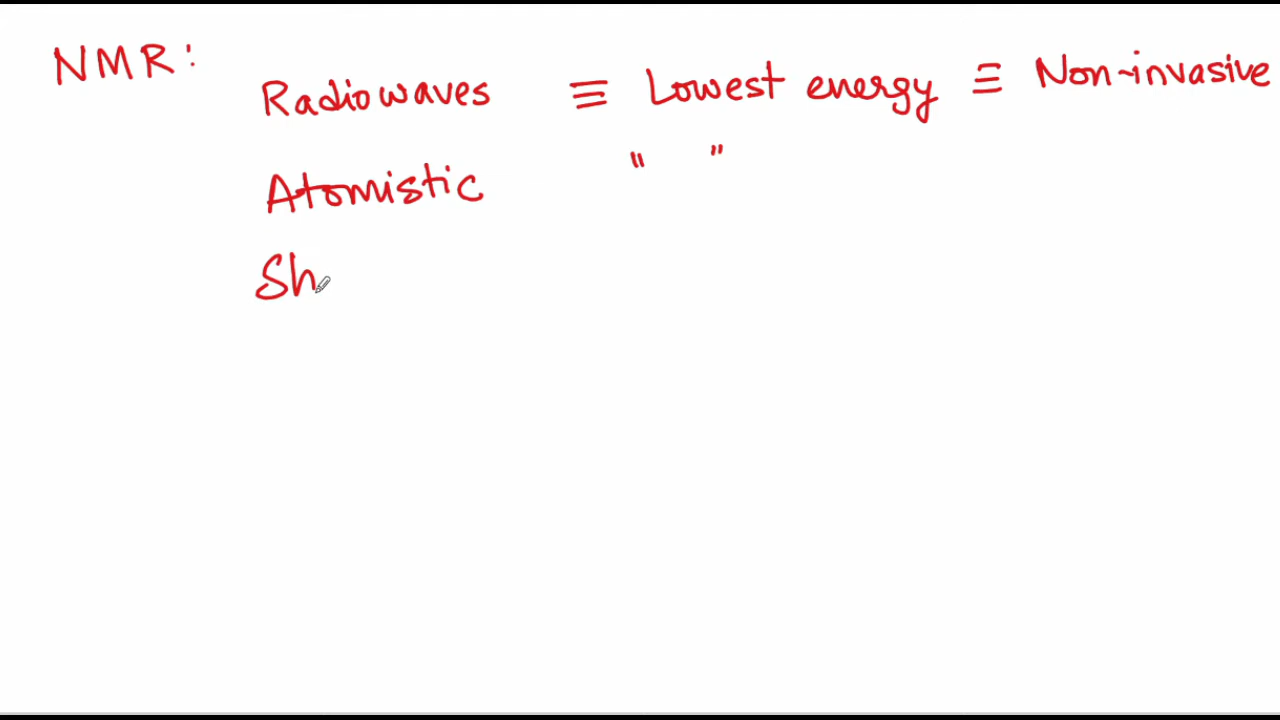 NMR:
Radiowaves ≡ Lowest energy ≡ Non-invasive
" "
Atomistic
Sh